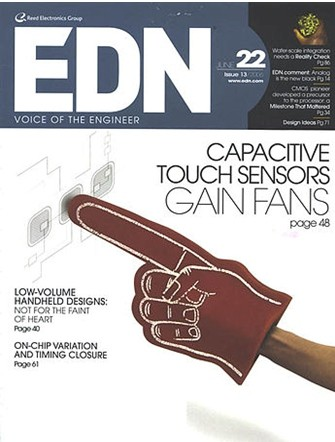 Reed Electronics Group
EDN
VOICE OF THE ENGINEER
JUNE 22
Issue 13/2006
www.edn.com
Wafer-scale integration
needs a Reality Check
Pg 86
EDN.comment: Analog
is the new black Pg 14
CMOS pioneer
developed a precursor
to the processor, a
Milestone That Mattered
Pg 34
Design Ideas Pg 71
CAPACITIVE
TOUCH SENSORS
GAIN FANS
page 48
LOW-VOLUME
HANDHELD DESIGNS:
NOT FOR THE FAINT
OF HEART
Page 40
ON-CHIP VARIATION
AND TIMING CLOSURE
Page 61